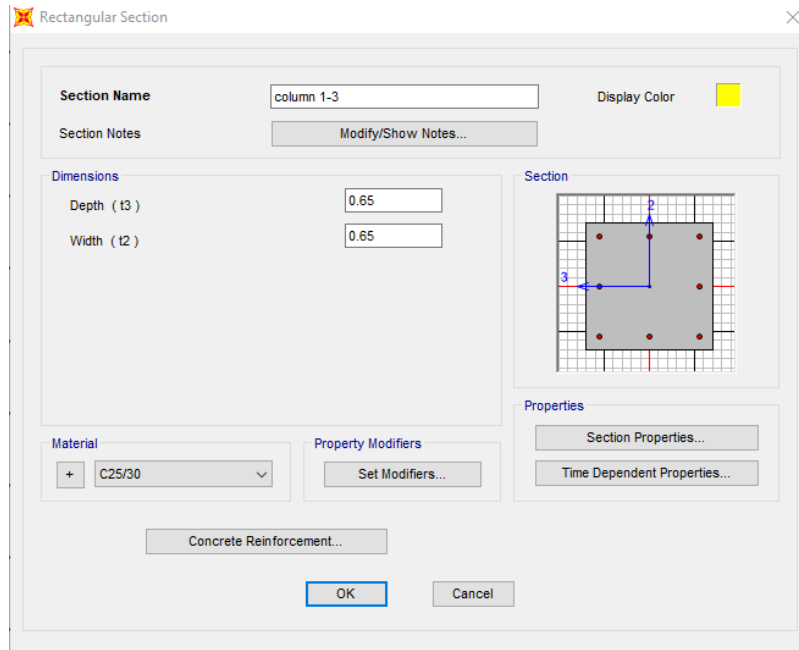 Rectangular Section
Section Name column 1-3 Display Color
Section Notes Modify/Show Notes...
Dimensions
Depth ( t3 ) 0.65
Width ( t2 ) 0.65
Section
2
3
Properties
Section Properties...
Time Dependent Properties...
Material
+ C25/30
Property Modifiers
Set Modifiers...
Concrete Reinforcement...
OK Cancel